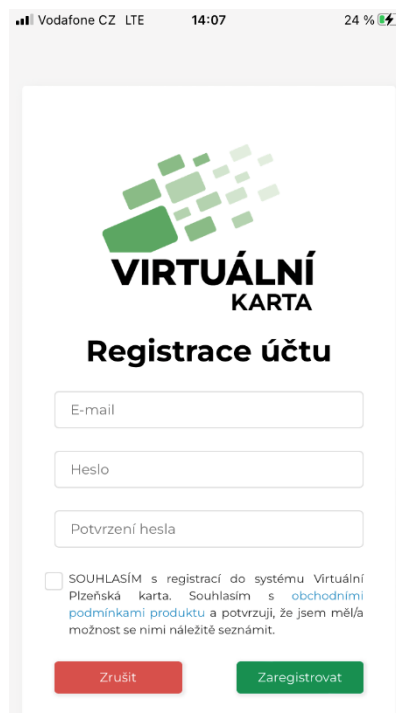 Vodafone CZ LTE 14:07 24 %
VIRTUÁLNÍ
KARTA
Registrace účtu
E-mail
Heslo
Potvrzení hesla
SOUHLASÍM s registrací do systému Virtuální
Plzeňská karta. Souhlasím s obchodními
podmínkami produktu a potvrzuji, že jsem měl/a
možnost se nimi náležitě seznámit.
Zrušit Zaregistrovat